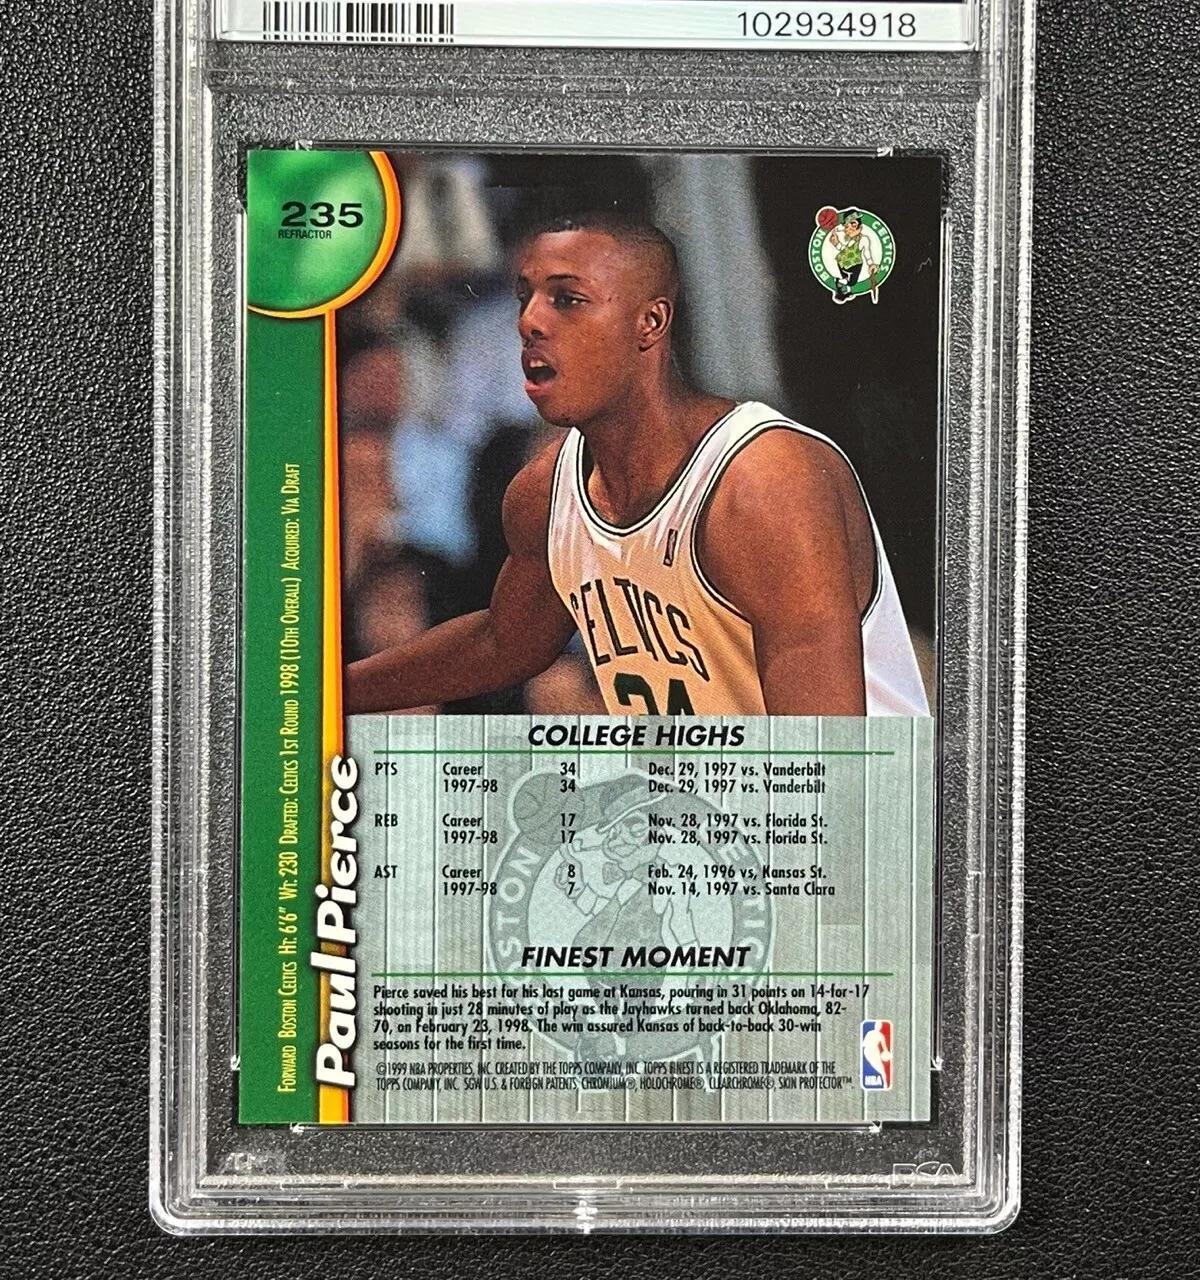 102934918
235
REFRACTOR
BOSTON CELTICS
CELTICS
34
Forward Boston Celtics Ht: 6'6" Wt: 230 Drafted: Celtics 1st Round 1998 (10th Overall) Acquired: Via Draft
Paul Pierce
COLLEGE HIGHS
PTS Career 34 Dec. 29, 1997 vs. Vanderbilt
1997-98 34 Dec. 29, 1997 vs. Vanderbilt
REB Career 17 Nov. 28, 1997 vs. Florida St.
1997-98 17 Nov. 28, 1997 vs. Florida St.
AST Career 8 Feb. 24, 1996 vs, Kansas St.
1997-98 7 Nov. 14, 1997 vs. Santa Clara
FINEST MOMENT
Pierce saved his best for his last game at Kansas, pouring in 31 points on 14-for-17
shooting in just 28 minutes of play as the Jayhawks turned back Oklahoma, 82-
70, on February 23, 1998. The win assured Kansas of back-to-back 30-win
seasons for the first time.
©1999 NBA PROPERTIES, INC. CREATED BY THE TOPPS COMPANY, INC. TOPPS FINEST IS A REGISTERED TRADEMARK OF THE
TOPPS COMPANY, INC. SGW U.S. & FOREIGN PATENTS, CHROMIUM®, HOLOCHROME®, CLEARCHROME®, SKIN PROTECTOR™.
NBA
PSA